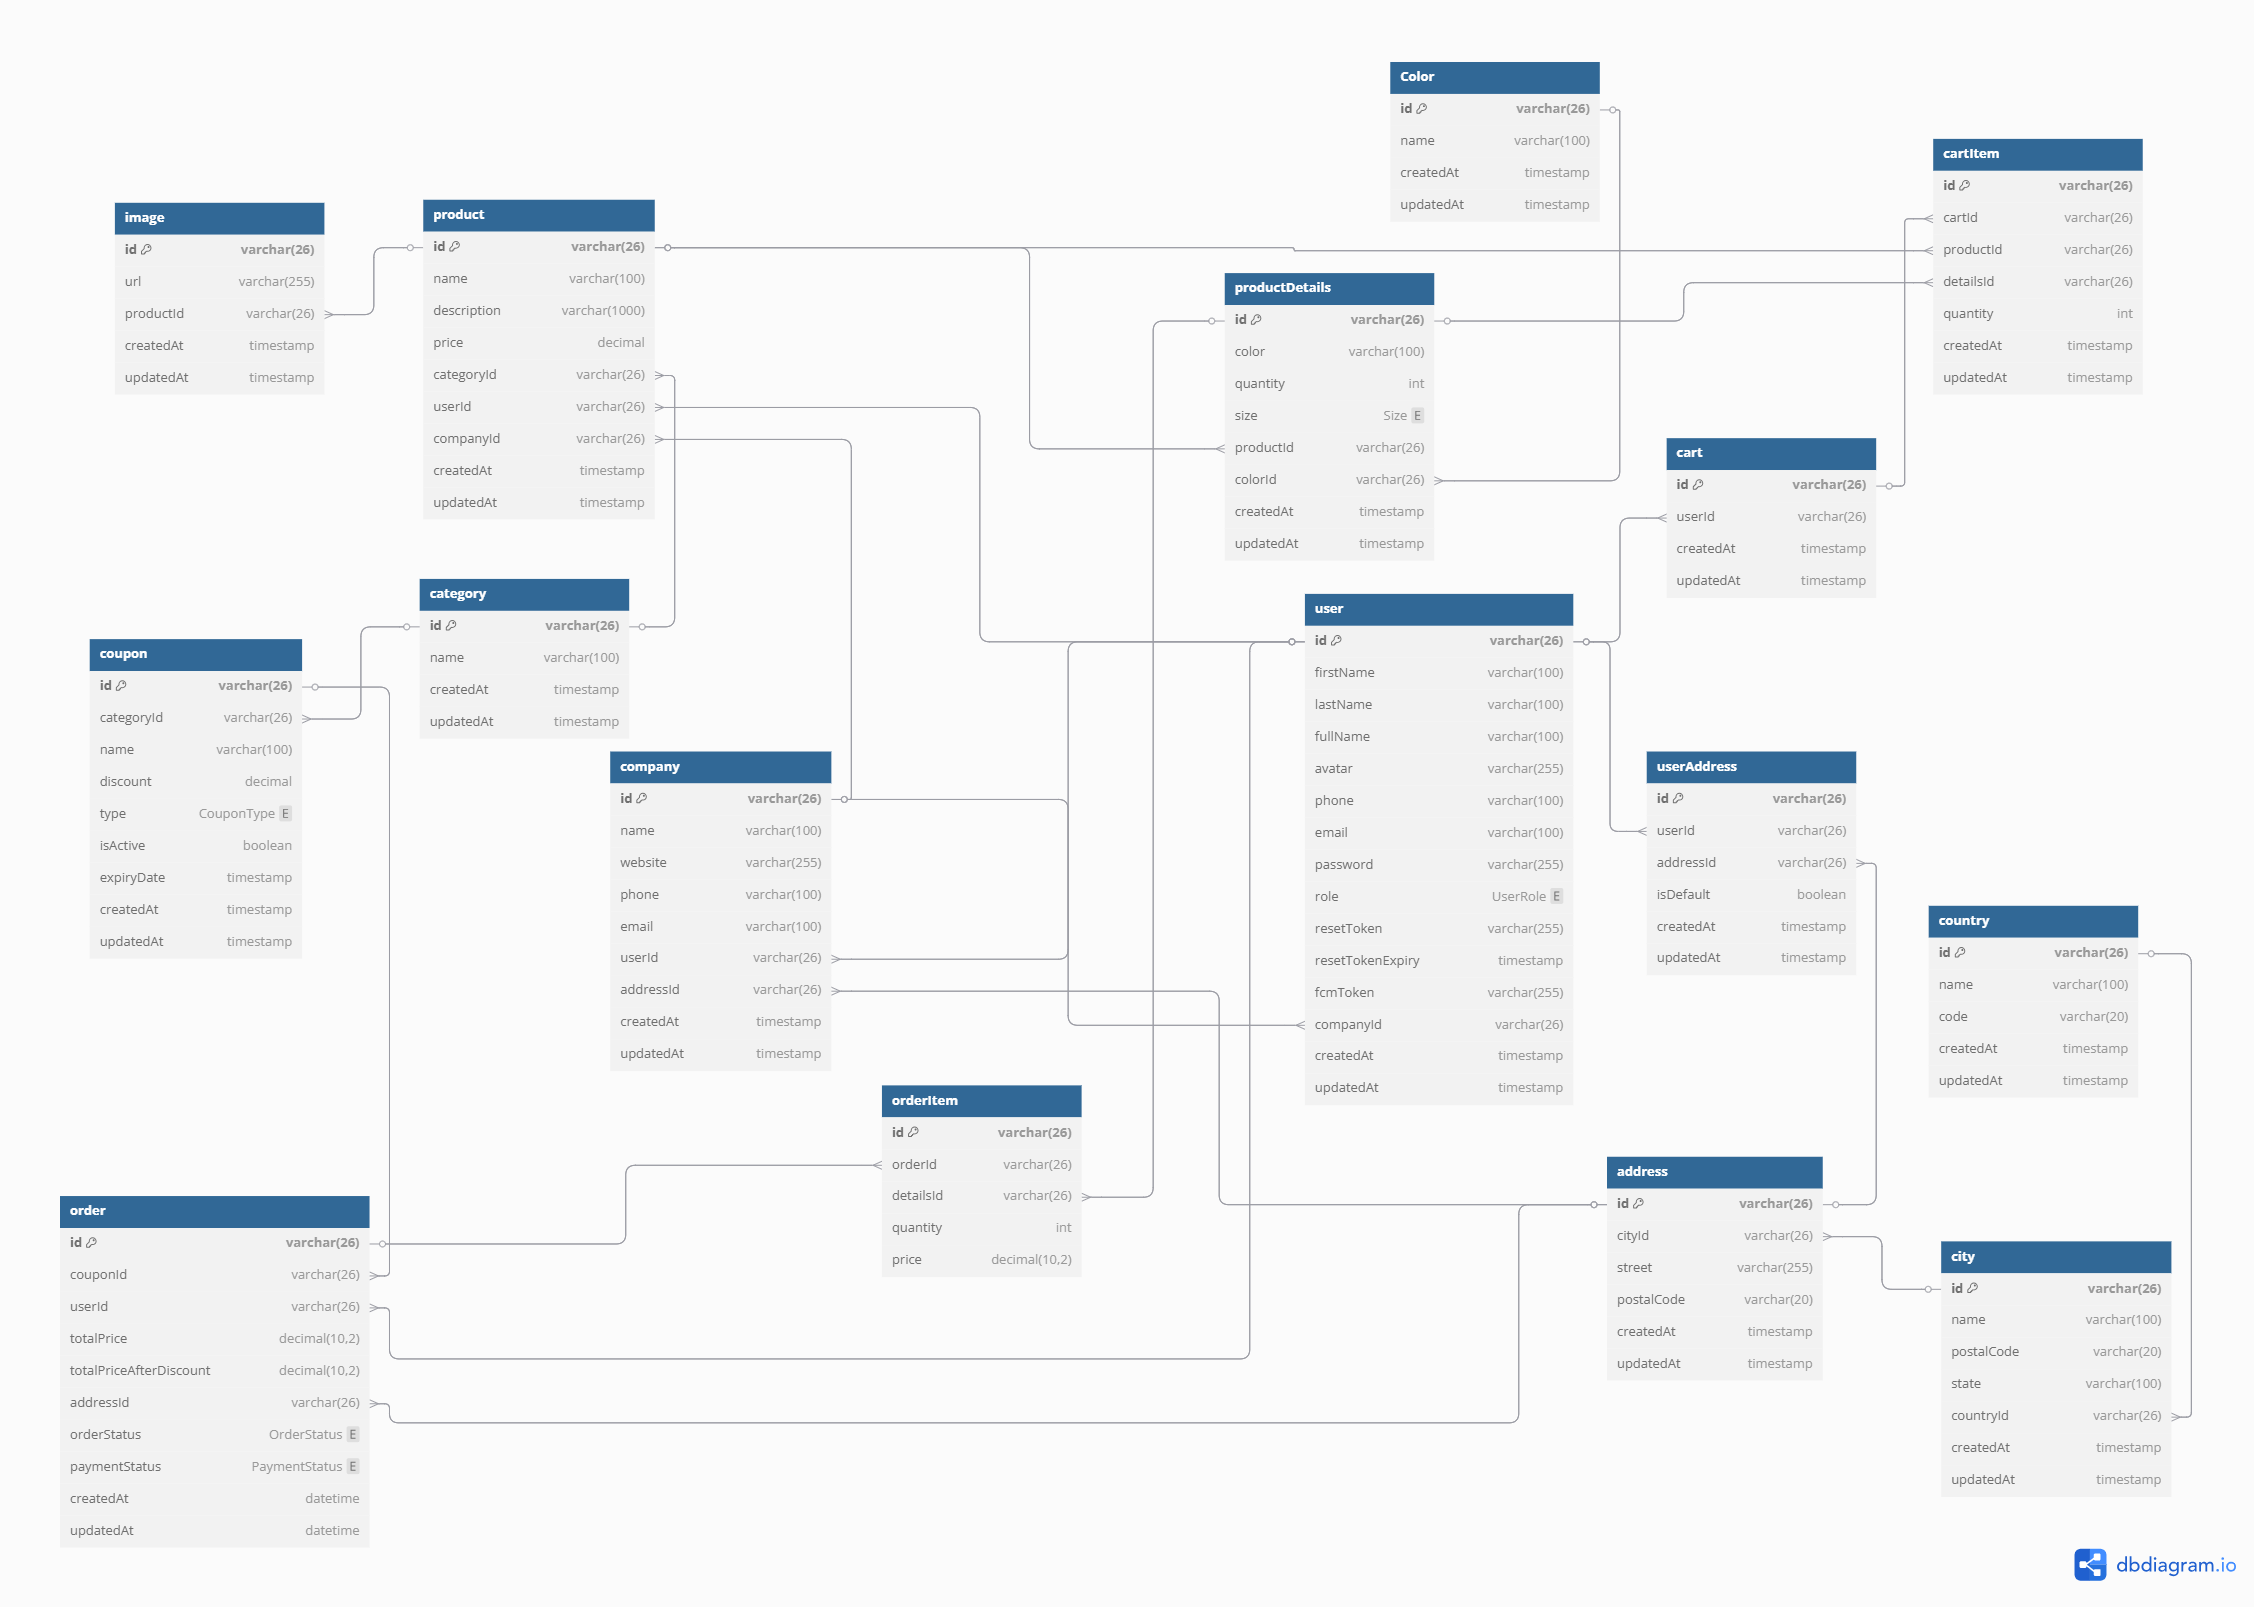 Color
id varchar(26)
name varchar(100)
createdAt timestamp
updatedAt timestamp
cartItem
id varchar(26)
cartId varchar(26)
productId varchar(26)
detailsId varchar(26)
quantity int
createdAt timestamp
updatedAt timestamp
image
id varchar(26)
url varchar(255)
productId varchar(26)
createdAt timestamp
updatedAt timestamp
product
id varchar(26)
name varchar(100)
description varchar(1000)
price decimal
categoryId varchar(26)
userId varchar(26)
companyId varchar(26)
createdAt timestamp
updatedAt timestamp
productDetails
id varchar(26)
color varchar(100)
quantity int
size Size E
productId varchar(26)
colorId varchar(26)
createdAt timestamp
updatedAt timestamp
cart
id varchar(26)
userId varchar(26)
createdAt timestamp
updatedAt timestamp
category
id varchar(26)
name varchar(100)
createdAt timestamp
updatedAt timestamp
coupon
id varchar(26)
categoryId varchar(26)
name varchar(100)
discount decimal
type CouponType E
isActive boolean
expiryDate timestamp
createdAt timestamp
updatedAt timestamp
company
id varchar(26)
name varchar(100)
website varchar(255)
phone varchar(100)
email varchar(100)
userId varchar(26)
addressId varchar(26)
createdAt timestamp
updatedAt timestamp
user
id varchar(26)
firstName varchar(100)
lastName varchar(100)
fullName varchar(100)
avatar varchar(255)
phone varchar(100)
email varchar(100)
password varchar(255)
role UserRole E
resetToken varchar(255)
resetTokenExpiry timestamp
fcmToken varchar(255)
companyId varchar(26)
createdAt timestamp
updatedAt timestamp
userAddress
id varchar(26)
userId varchar(26)
addressId varchar(26)
isDefault boolean
createdAt timestamp
updatedAt timestamp
country
id varchar(26)
name varchar(100)
code varchar(20)
createdAt timestamp
updatedAt timestamp
orderItem
id varchar(26)
orderId varchar(26)
detailsId varchar(26)
quantity int
price decimal(10,2)
order
id varchar(26)
couponId varchar(26)
userId varchar(26)
totalPrice decimal(10,2)
totalPriceAfterDiscount decimal(10,2)
addressId varchar(26)
orderStatus OrderStatus E
paymentStatus PaymentStatus E
createdAt datetime
updatedAt datetime
address
id varchar(26)
cityId varchar(26)
street varchar(255)
postalCode varchar(20)
createdAt timestamp
updatedAt timestamp
city
id varchar(26)
name varchar(100)
postalCode varchar(20)
state varchar(100)
countryId varchar(26)
createdAt timestamp
updatedAt timestamp
dbdiagram.io